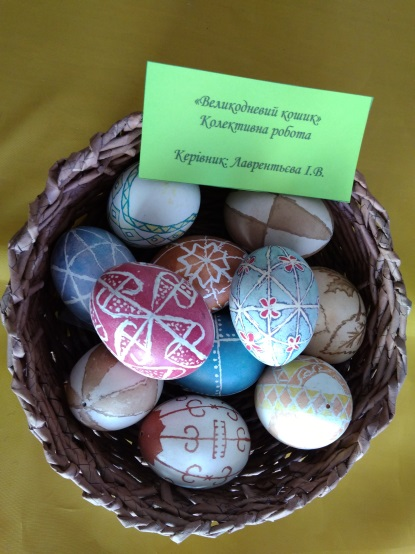 «Великодневий кошик»
Колективна робота
Керівник: Лаврентьєва І.В.